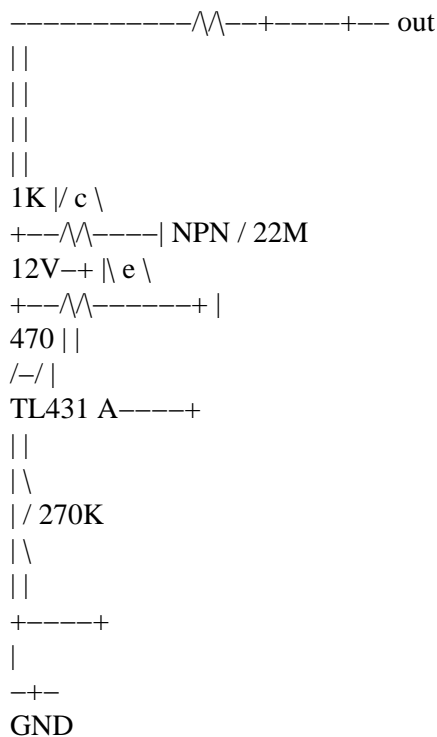 −−−−−−−−−−−/\/\−−+−−−−+−− out
| |
| |
| |
| |
1K |/ c \
+−−/\/\−−−−| NPN / 22M
12V−+ |\ e \
+−−/\/\−−−−−−+ |
470 | |
/−/ |
TL431 A−−−−+
| |
| \
| / 270K
| \
| |
+−−−−+
|
−+−
GND